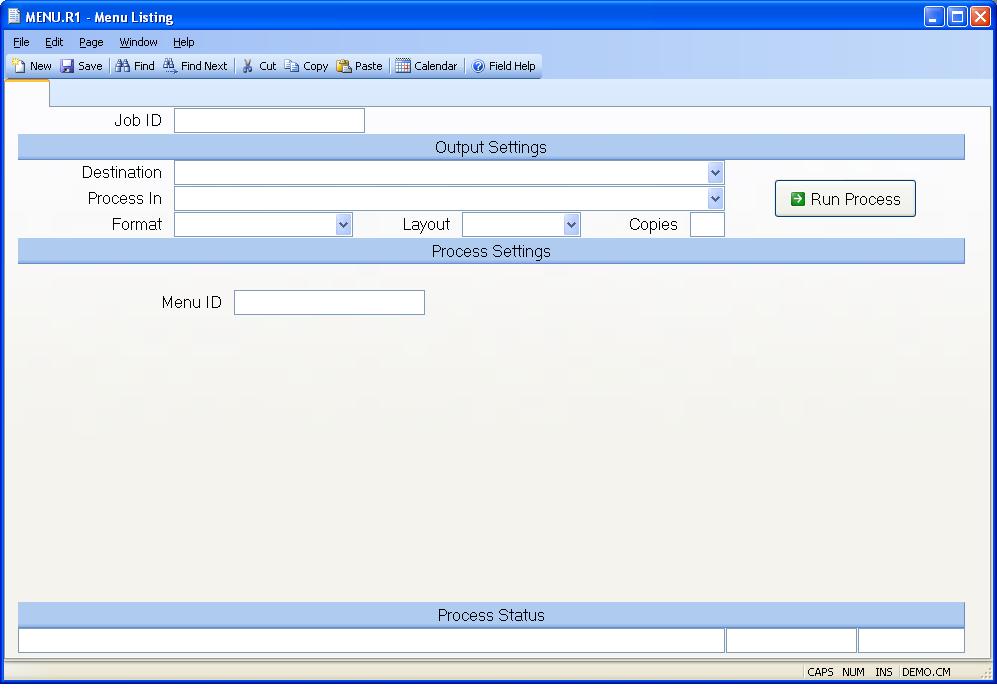 MENU.R1 - Menu Listing
File Edit Page Window Help
New Save Find Find Next Cut Copy Paste Calendar Field Help
Job ID
Output Settings
Destination
Process In
Run Process
Format Layout Copies
Process Settings
Menu ID
Process Status
CAPS NUM INS DEMO.CM